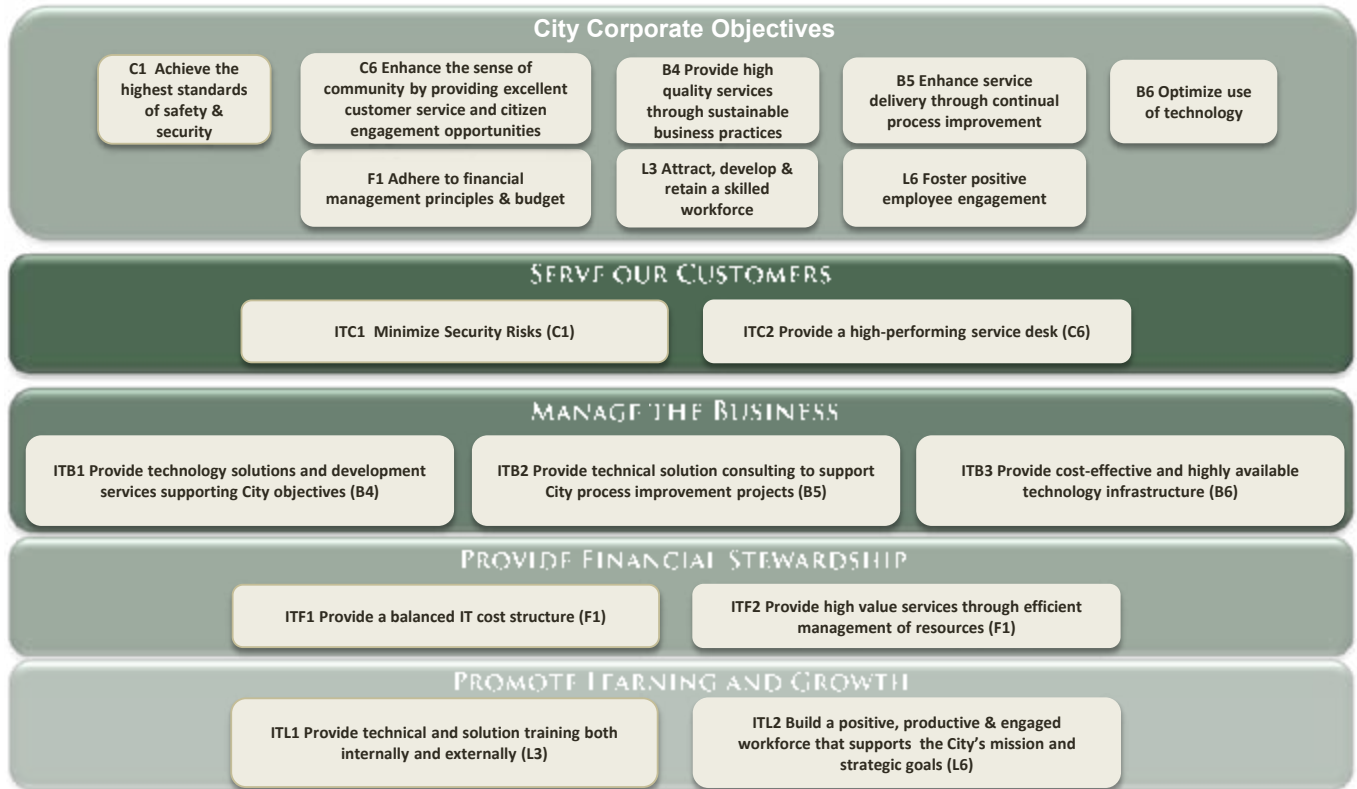 City Corporate Objectives
C1 Achieve the
highest standards
of safety &
security
C6 Enhance the sense of
community by providing excellent
customer service and citizen
engagement opportunities
B4 Provide high
quality services
through sustainable
business practices
B5 Enhance service
delivery through continual
process improvement
B6 Optimize use
of technology
F1 Adhere to financial
management principles & budget
L3 Attract, develop &
retain a skilled
workforce
L6 Foster positive
employee engagement
SERVE OUR CUSTOMERS
ITC1 Minimize Security Risks (C1)
ITC2 Provide a high-performing service desk (C6)
MANAGE THE BUSINESS
ITB1 Provide technology solutions and development
services supporting City objectives (B4)
ITB2 Provide technical solution consulting to support
City process improvement projects (B5)
ITB3 Provide cost-effective and highly available
technology infrastructure (B6)
PROVIDE FINANCIAL STEWARDSHIP
ITF1 Provide a balanced IT cost structure (F1)
ITF2 Provide high value services through efficient
management of resources (F1)
PROMOTE LEARNING AND GROWTH
ITL1 Provide technical and solution training both
internally and externally (L3)
ITL2 Build a positive, productive & engaged
workforce that supports the City's mission and
strategic goals (L6)